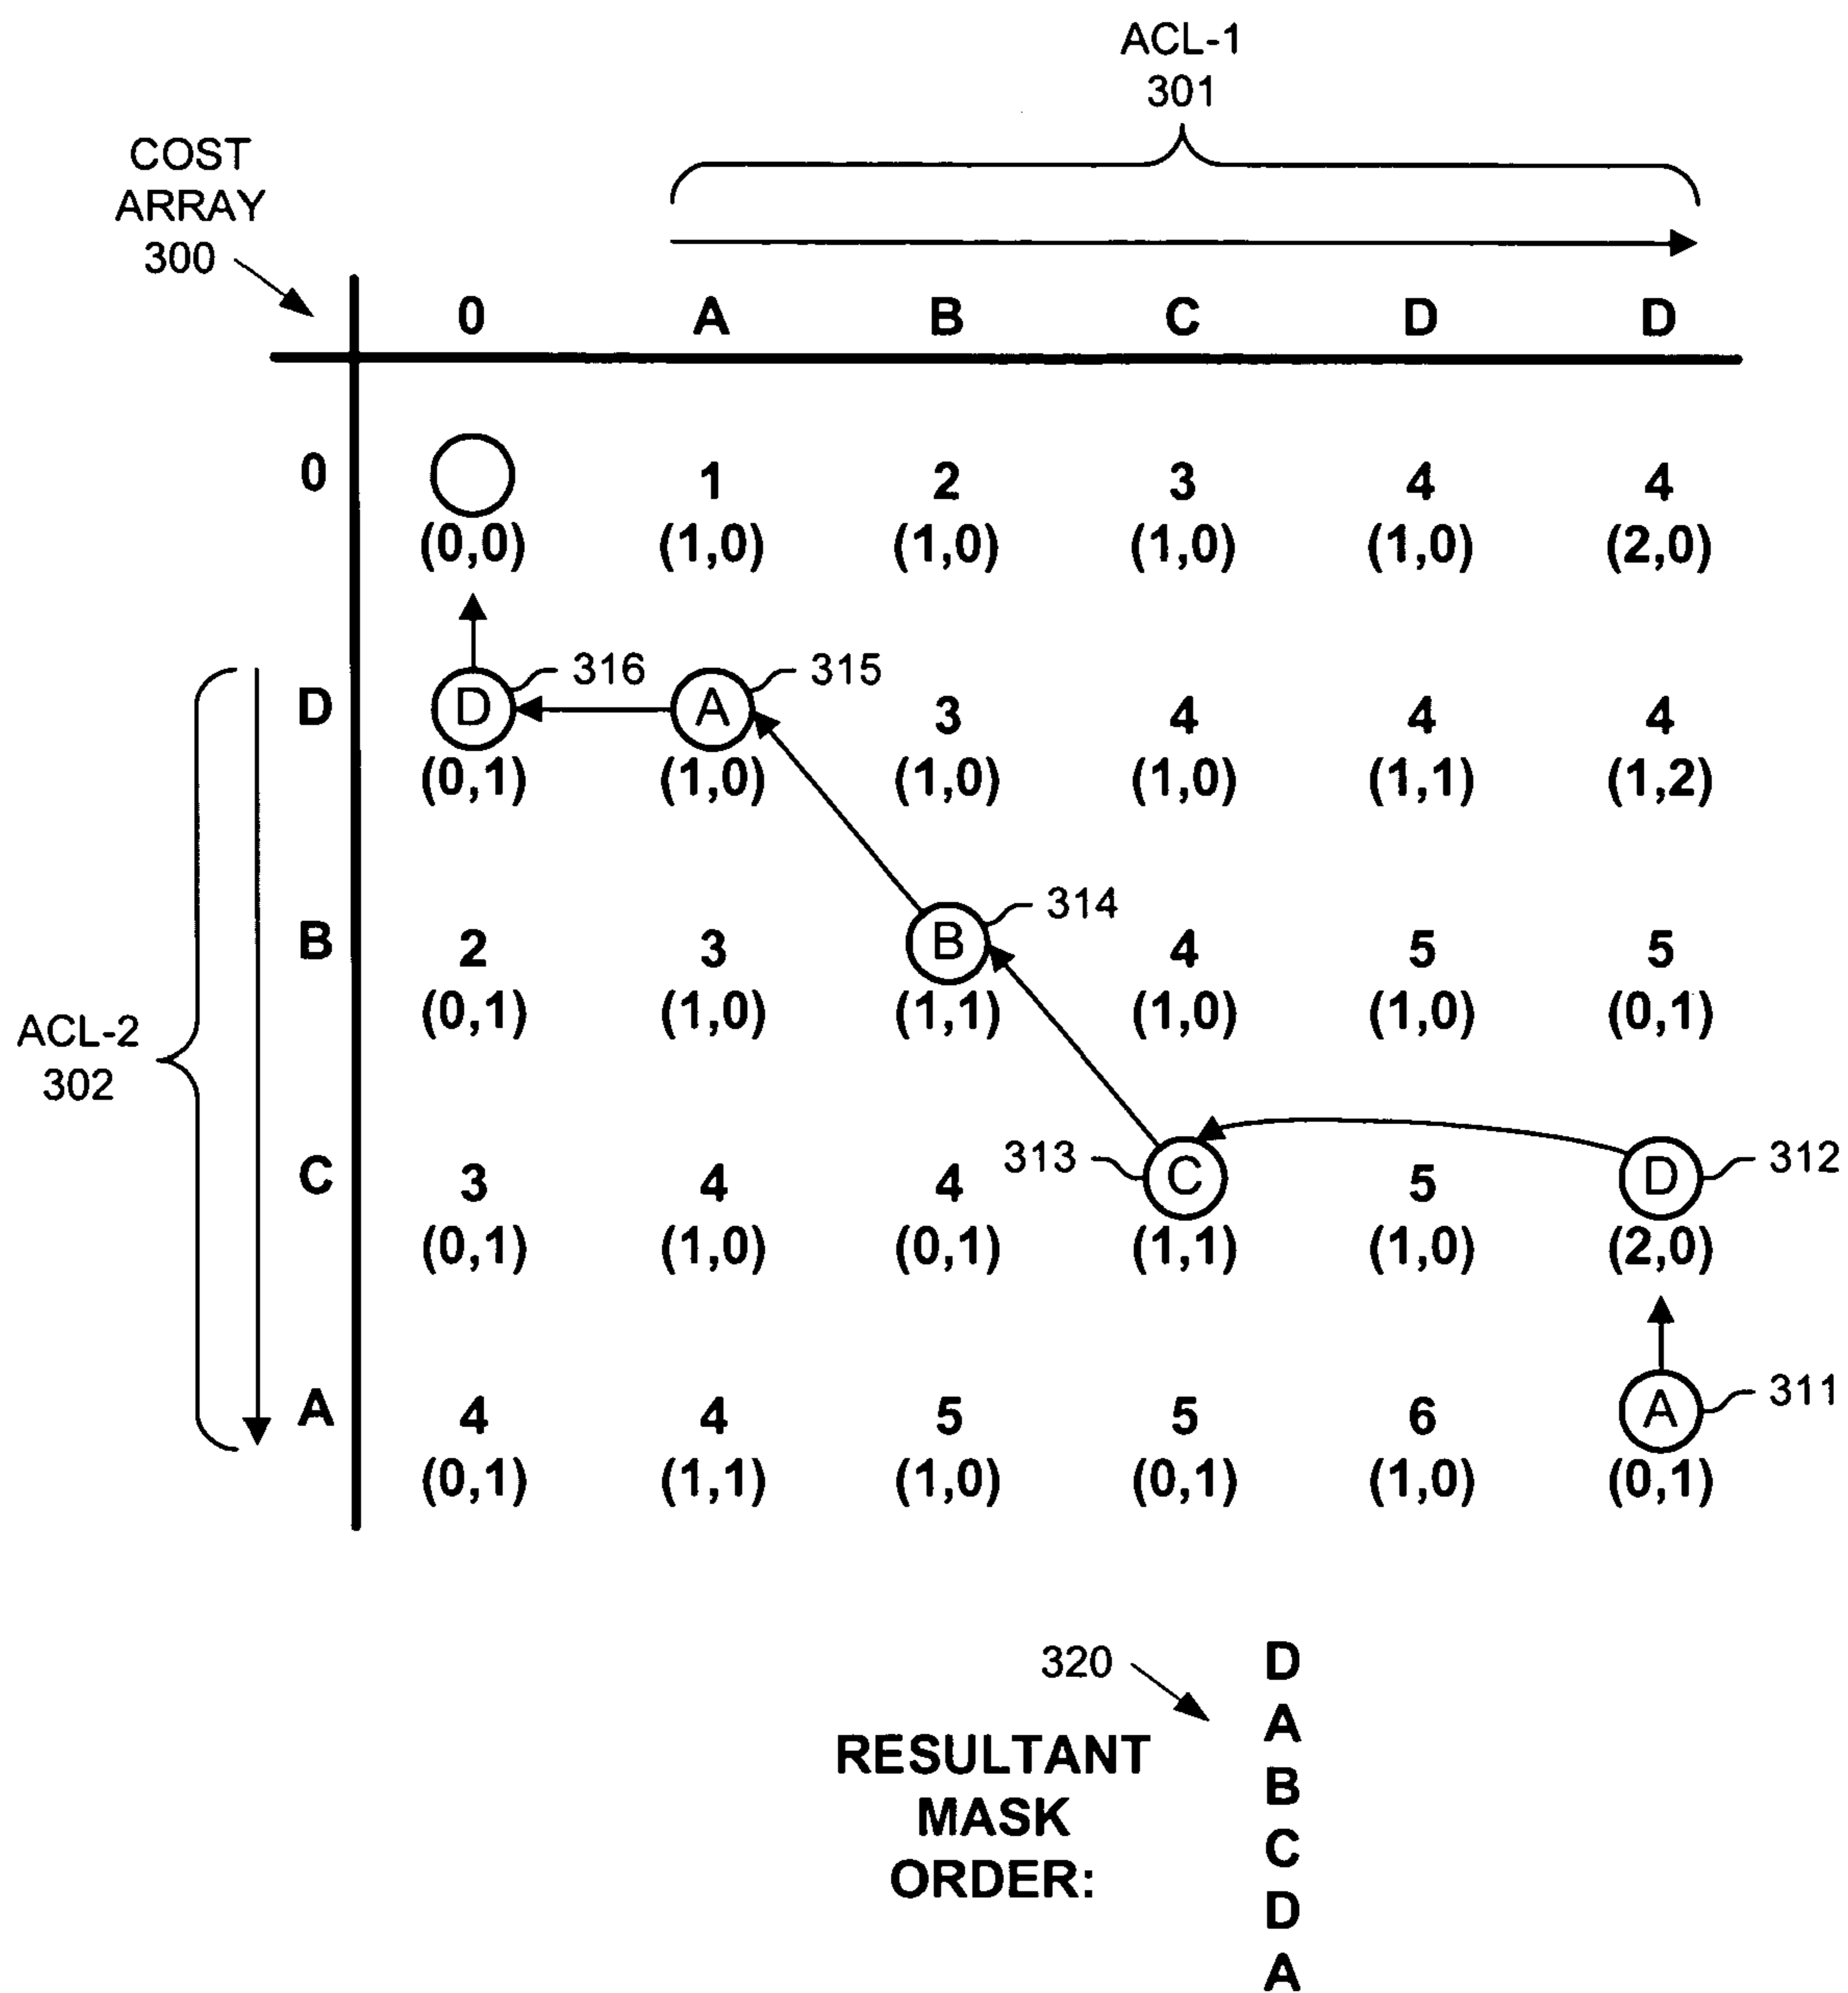 ACL-1
301
COST
ARRAY
300
0 A B C D D
0 1 2 3 4 4
(0,0) (1,0) (1,0) (1,0) (1,0) (2,0)
316 315
D D A 3 4 4 4
(0,1) (1,0) (1,0) (1,0) (1,1) (1,2)
314
B 2 3 B 4 5 5
(0,1) (1,0) (1,1) (1,0) (1,0) (0,1)
ACL-2
302
313 312
C 3 4 4 C 5 D
(0,1) (1,0) (0,1) (1,1) (1,0) (2,0)
A 4 4 5 5 6 A 311
(0,1) (1,1) (1,0) (0,1) (1,0) (0,1)
320
RESULTANT
MASK
ORDER:
D
A
B
C
D
A